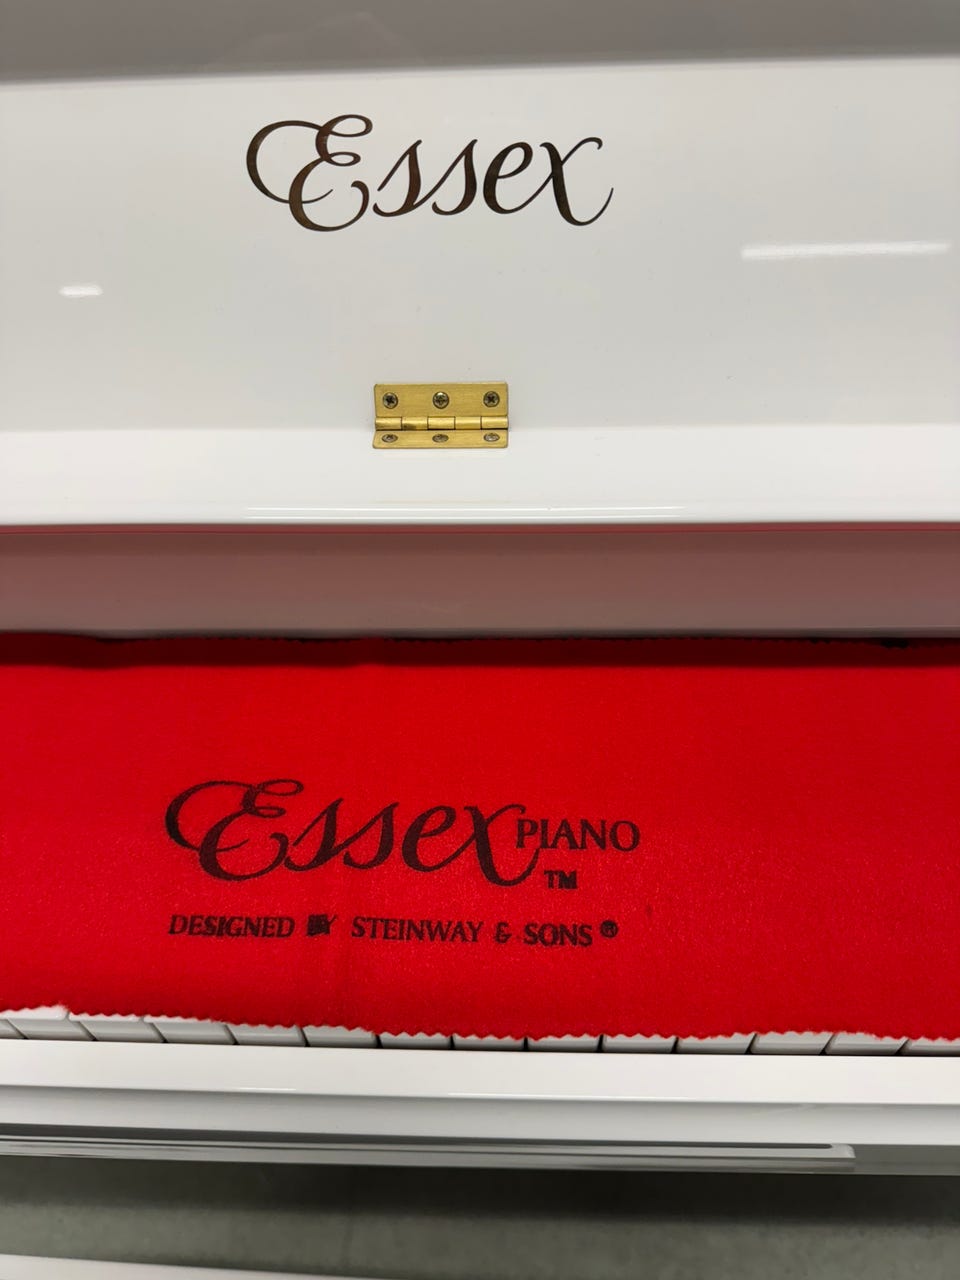 Essex
Essex PIANO
TM
DESIGNED BY STEINWAY & SONS®